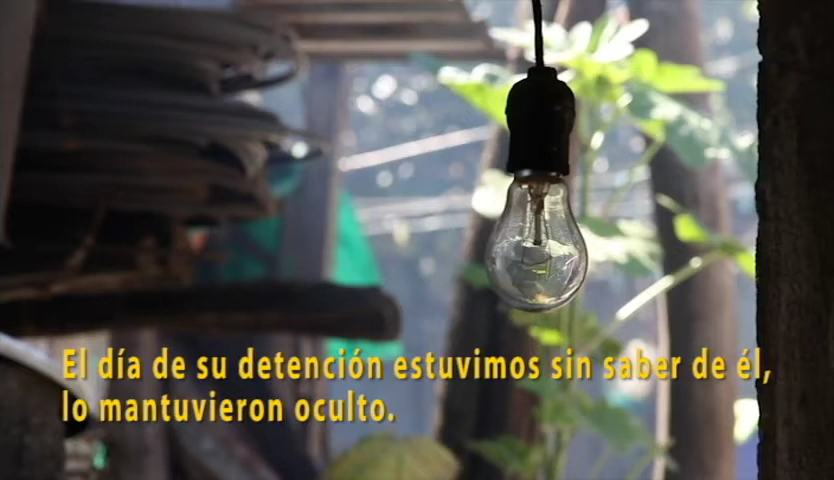 El día de su detención estuvimos sin saber de él,
lo mantuvieron oculto.